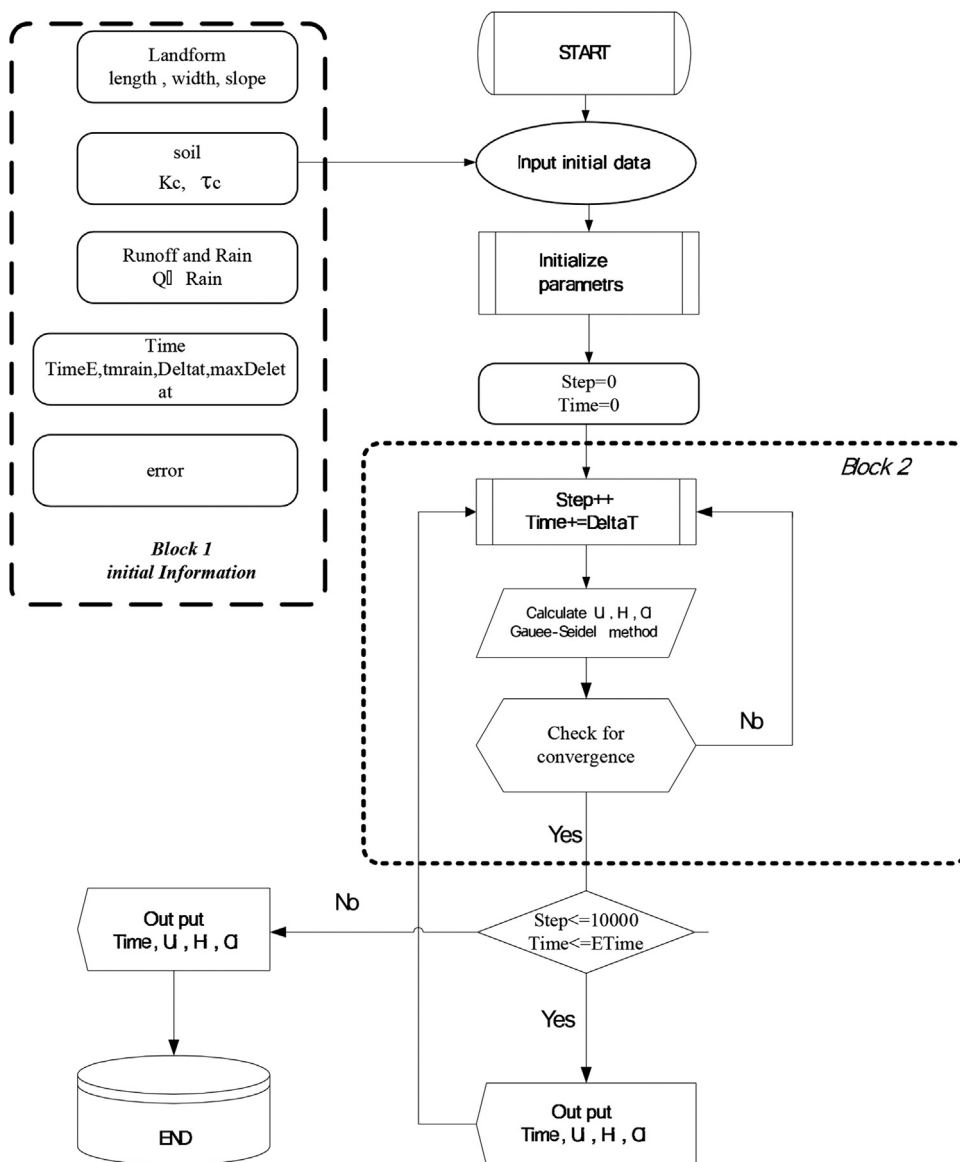 Landform
length , width, slope
soil
Kc, τc
Runoff and Rain
Q▯ Rain
Time
TimeE,tmrain,Deltat,maxDelet
at
error
Block 1
initial Information
START
Input initial data
Initialize
parametrs
Step=0
Time=0
Block 2
Step++
Time+=DeltaT
Calculate U, H, Ci
Gauee-Seidel method
Check for
convergence
No
Yes
Step<=10000
Time<=ETime
No
Out put
Time, U, H, Ci
END
Yes
Out put
Time, U, H, Ci